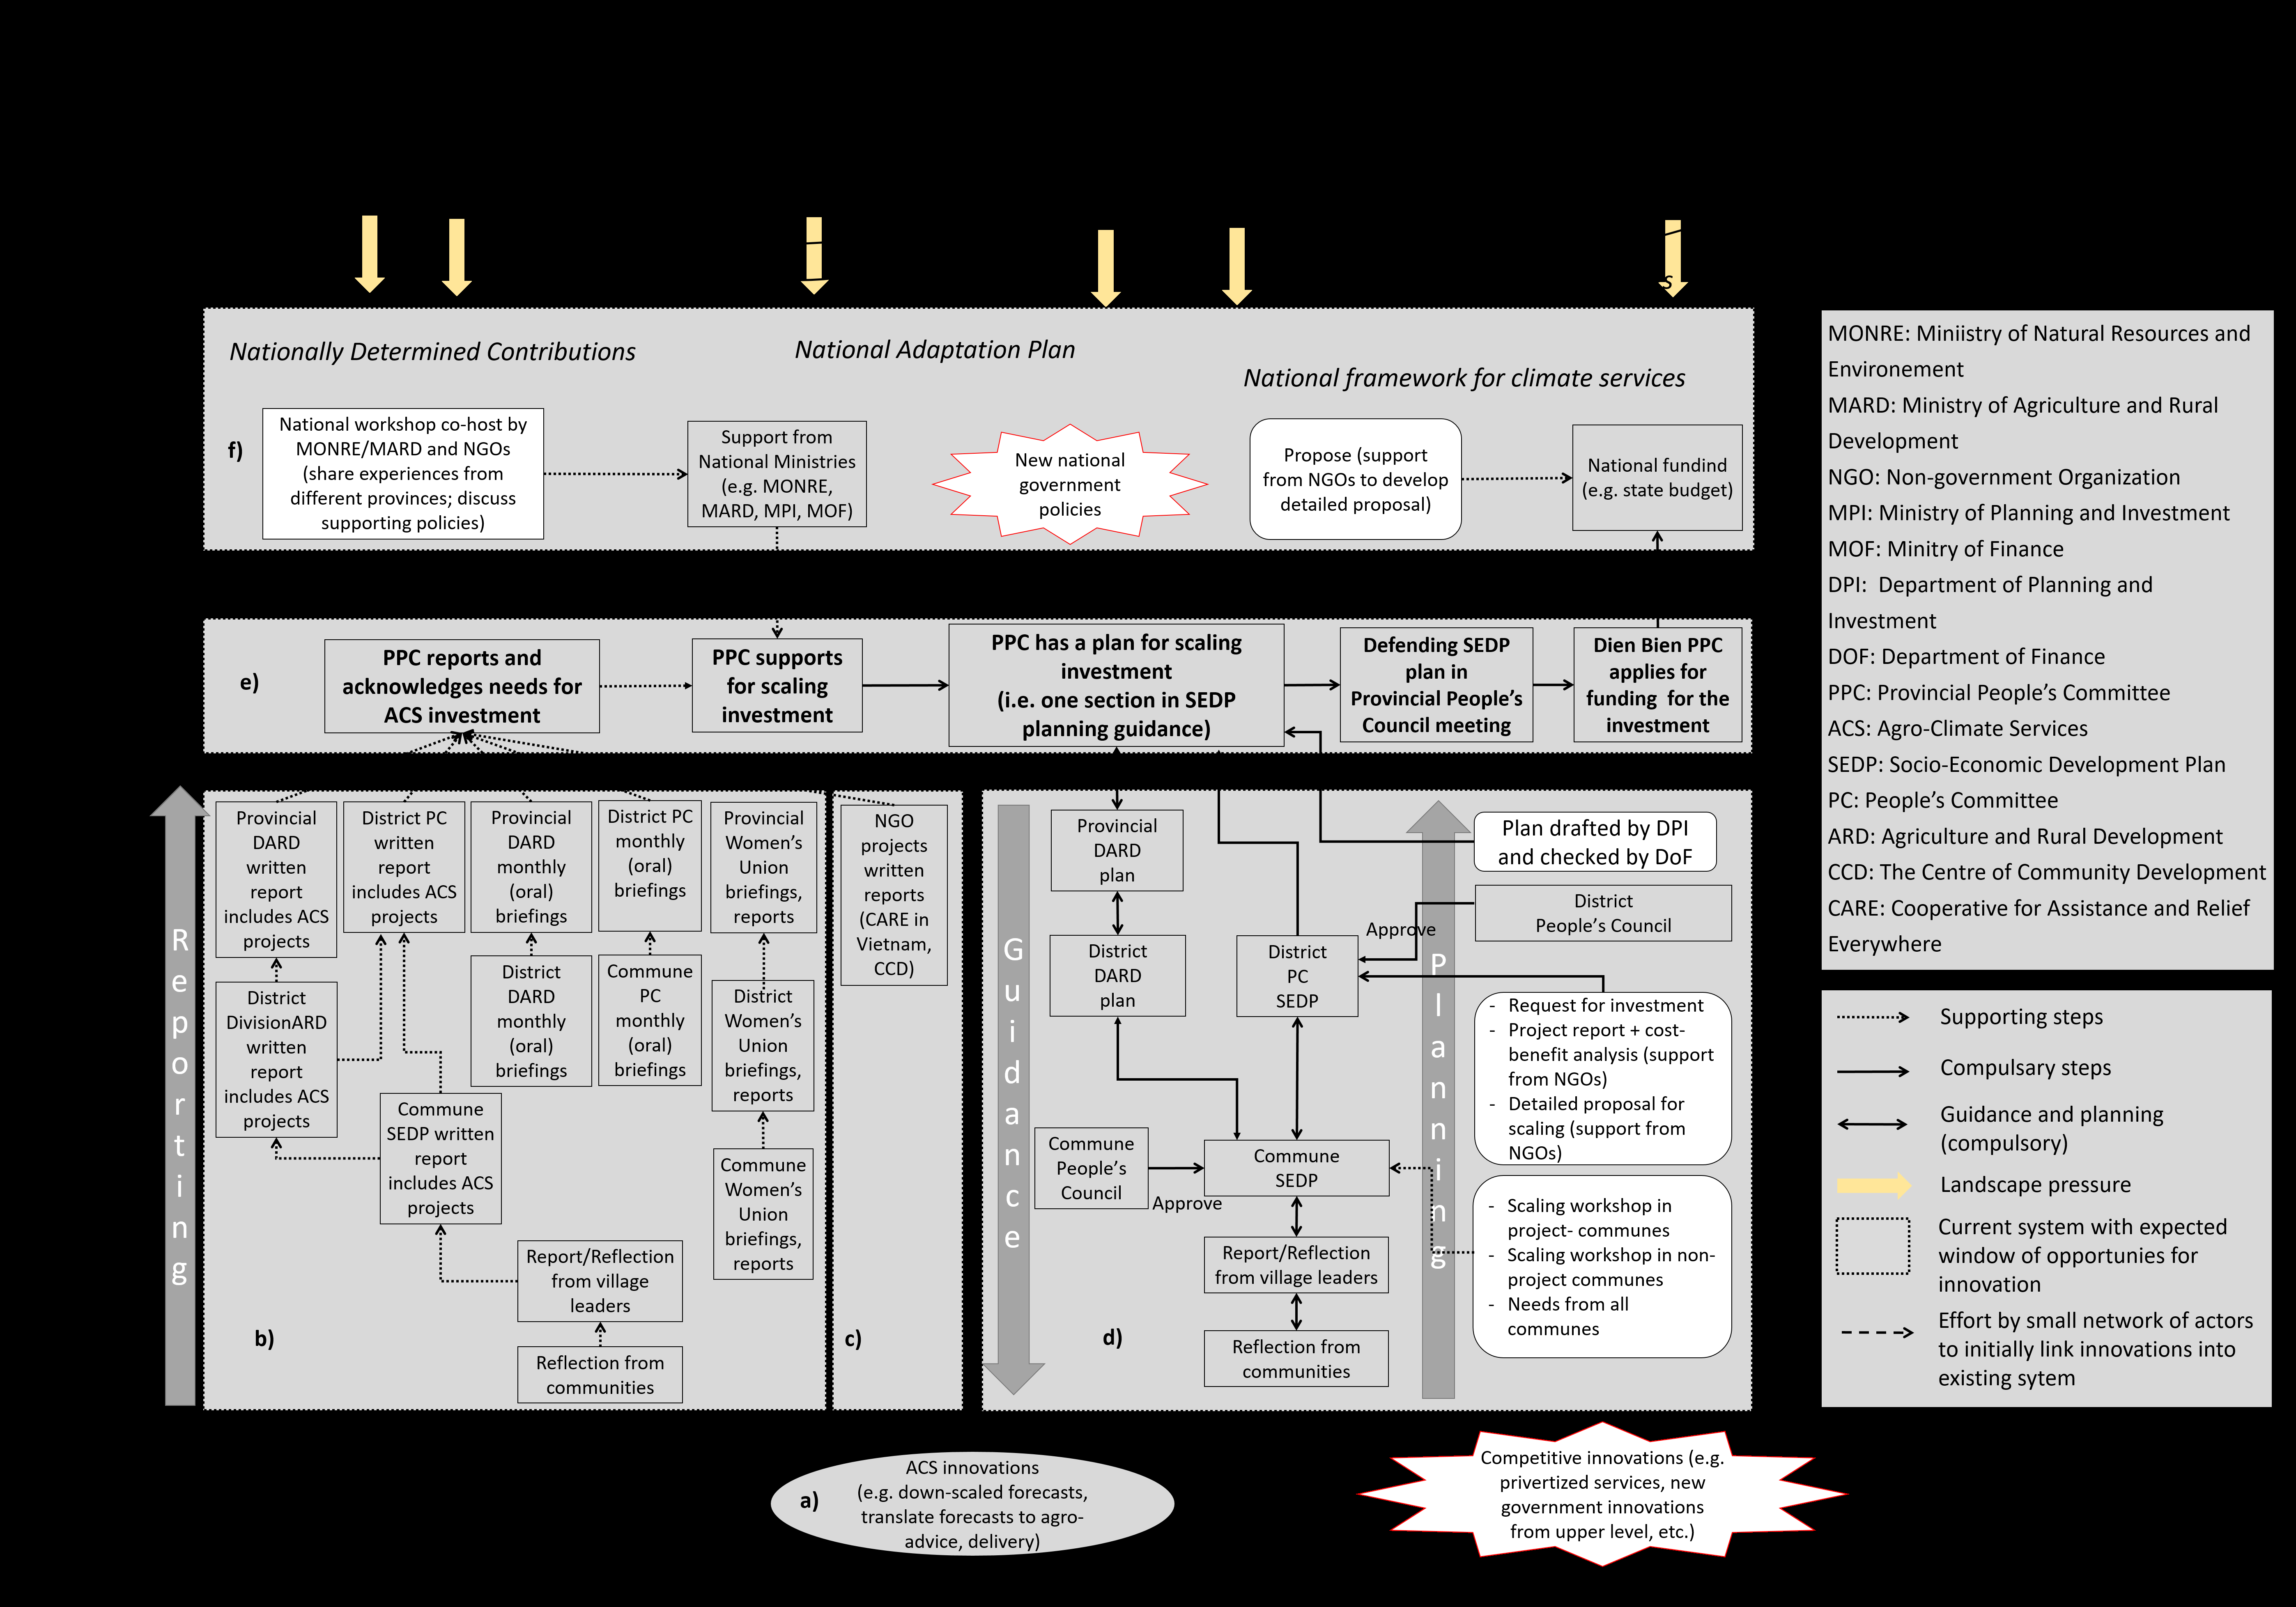 s
Nationally Determined Contributions
National Adaptation Plan
National framework for climate services
f)
National workshop co-host by
MONRE/MARD and NGOs
(share experiences from
different provinces; discuss
supporting policies)
Support from
National Ministries
(e.g. MONRE,
MARD, MPI, MOF)
New national
government
policies
Propose (support
from NGOs to develop
detailed proposal)
National fundind
(e.g. state budget)
e)
PPC reports and
acknowledges needs for
ACS investment
PPC supports
for scaling
investment
PPC has a plan for scaling
investment
(i.e. one section in SEDP
planning guidance)
Defending SEDP
plan in
Provincial People's
Council meeting
Dien Bien PPC
applies for
funding for the
investment
Reporting
Provincial
DARD
written
report
includes ACS
projects
District PC
written
report
includes ACS
projects
Provincial
DARD
monthly
(oral)
briefings
District PC
monthly
(oral)
briefings
Provincial
Women's
Union
briefings,
reports
District
DivisionARD
written
report
includes ACS
projects
District
DARD
monthly
(oral)
briefings
Commune
PC
monthly
(oral)
briefings
District
Women's
Union
briefings,
reports
Commune
SEDP written
report
includes ACS
projects
Commune
Women's
Union
briefings,
reports
Report/Reflection
from village
leaders
Reflection from
communities
b)
NGO
projects
written
reports
(CARE in
Vietnam,
CCD)
c)
Guidance
Provincial
DARD
plan
District
DARD
plan
District
PC
SEDP
Approve
Commune
People's
Council
Approve
Commune
SEDP
Report/Reflection
from village leaders
Reflection from
communities
d)
Planning
Plan drafted by DPI
and checked by DoF
District
People's Council
- Request for investment
- Project report + cost-
benefit analysis (support
from NGOs)
- Detailed proposal for
scaling (support from
NGOs)
- Scaling workshop in
project- communes
- Scaling workshop in non-
project communes
- Needs from all
communes
a)
ACS innovations
(e.g. down-scaled forecasts,
translate forecasts to agro-
advice, delivery)
Competitive innovations (e.g.
privertized services, new
government innovations
from upper level, etc.)
MONRE: Miniistry of Natural Resources and
Environement
MARD: Ministry of Agriculture and Rural
Development
NGO: Non-government Organization
MPI: Ministry of Planning and Investment
MOF: Minitry of Finance
DPI: Department of Planning and
Investment
DOF: Department of Finance
PPC: Provincial People's Committee
ACS: Agro-Climate Services
SEDP: Socio-Economic Development Plan
PC: People's Committee
ARD: Agriculture and Rural Development
CCD: The Centre of Community Development
CARE: Cooperative for Assistance and Relief
Everywhere
Supporting steps
Compulsary steps
Guidance and planning
(compulsory)
Landscape pressure
Current system with expected
window of opportunies for
innovation
Effort by small network of actors
to initially link innovations into
existing sytem